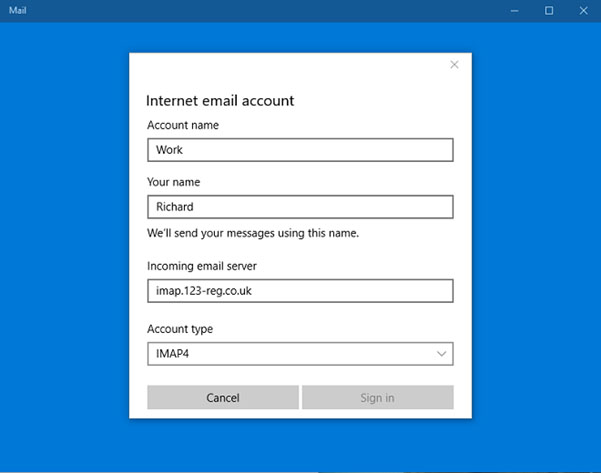 Mail
Internet email account
Account name
Work
Your name
Richard
We'll send your messages using this name.
Incoming email server
imap.123-reg.co.uk
Account type
IMAP4
Cancel Sign in